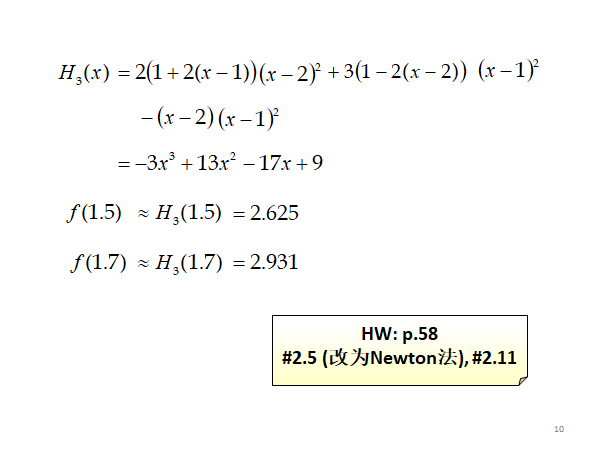 H₃(x) = 2(1 + 2(x − 1))(x − 2)² + 3(1 − 2(x − 2)) (x − 1)²
− (x − 2)(x − 1)²
= −3x³ + 13x² − 17x + 9
f(1.5) ≈ H₃(1.5) = 2.625
f(1.7) ≈ H₃(1.7) = 2.931
HW: p.58
#2.5 (改为Newton法), #2.11
10